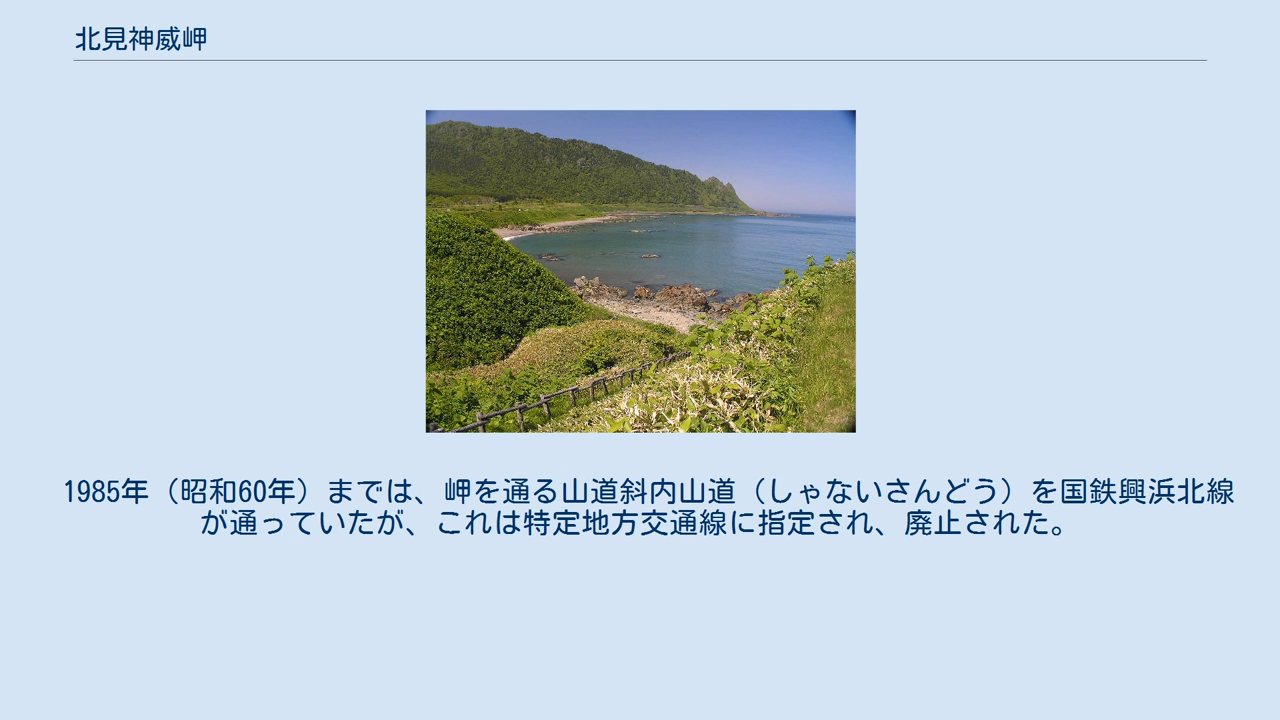 北見神威岬
1985年（昭和60年）までは、岬を通る山道斜内山道（しゃないさんどう）を国鉄興浜北線
が通っていたが、これは特定地方交通線に指定され、廃止された。